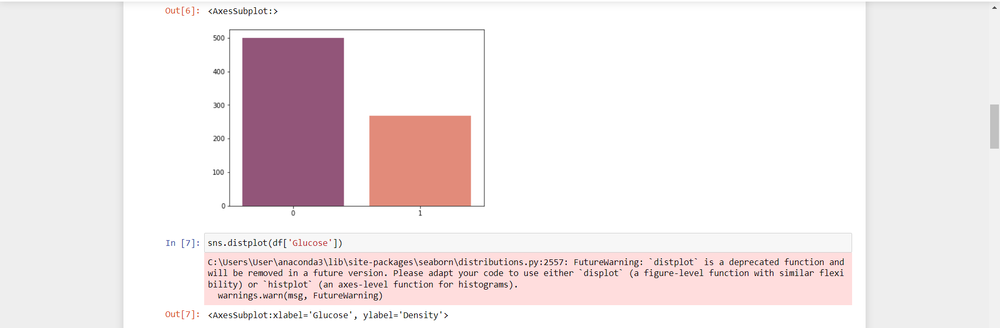 Out[6]: <AxesSubplot:>
500
400
300
200
100
0
0 1
In [7]: sns.distplot(df['Glucose'])
C:\Users\User\anaconda3\lib\site-packages\seaborn\distributions.py:2557: FutureWarning: `distplot` is a deprecated function and
will be removed in a future version. Please adapt your code to use either `displot` (a figure-level function with similar flexi
bility) or `histplot` (an axes-level function for histograms).
  warnings.warn(msg, FutureWarning)
Out[7]: <AxesSubplot:xlabel='Glucose', ylabel='Density'>